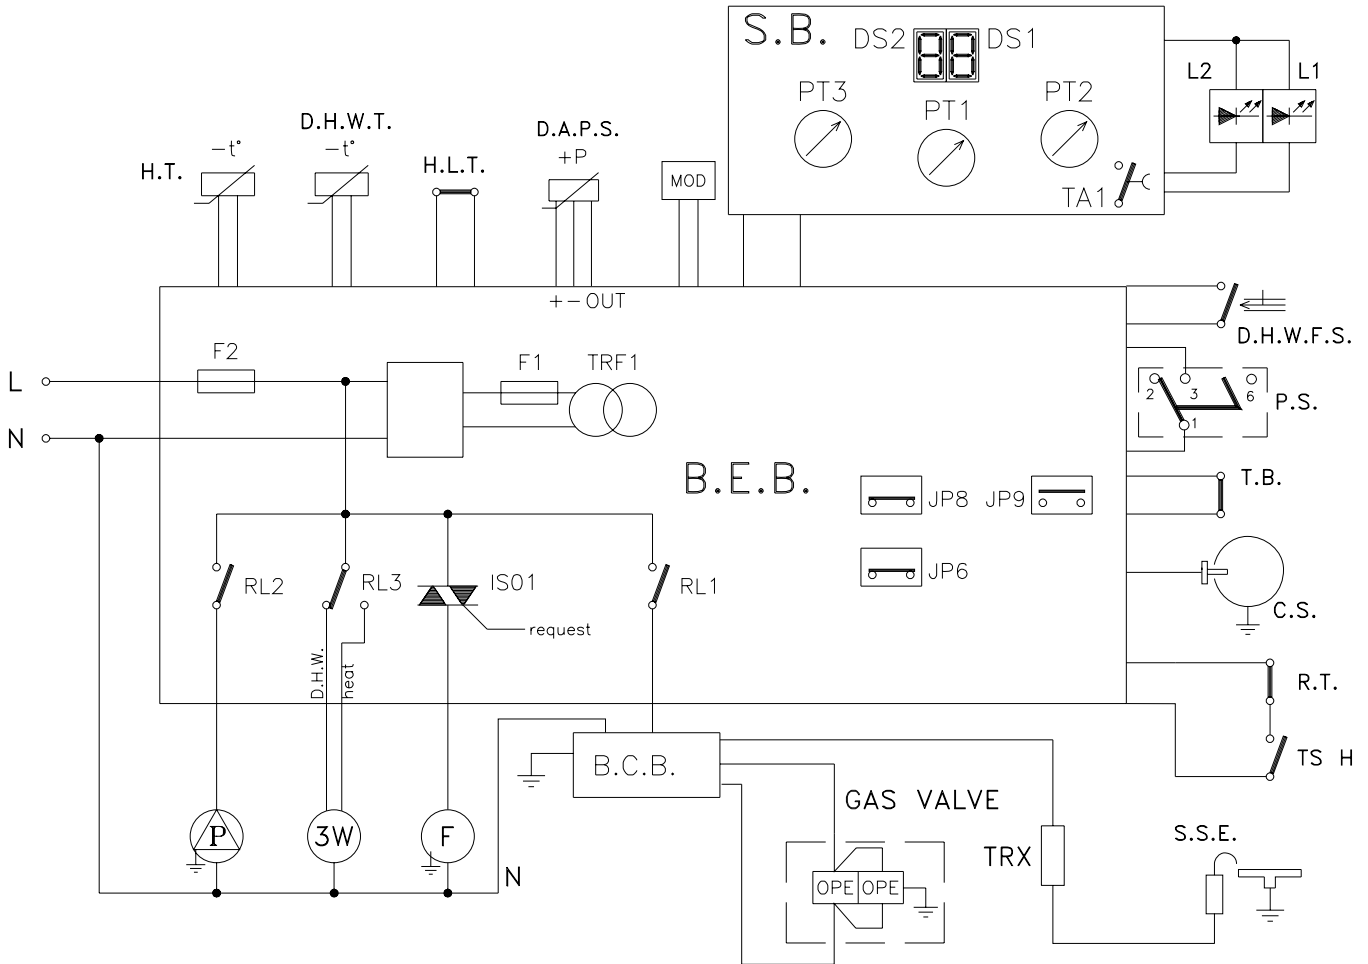 S.B.
DS2
DS1
PT3
PT1
PT2
TA1
L2
L1
H.T.
-t°
D.H.W.T.
-t°
H.L.T.
D.A.P.S.
+P
MOD
+-OUT
D.H.W.F.S.
L
N
F2
F1
TRF1
2
3
6
1
P.S.
B.E.B.
JP8
JP9
T.B.
JP6
C.S.
RL2
RL3
ISO1
RL1
request
D.H.W.
heat
R.T.
TS H
B.C.B.
GAS VALVE
TRX
S.S.E.
P
3W
F
N
OPE
OPE